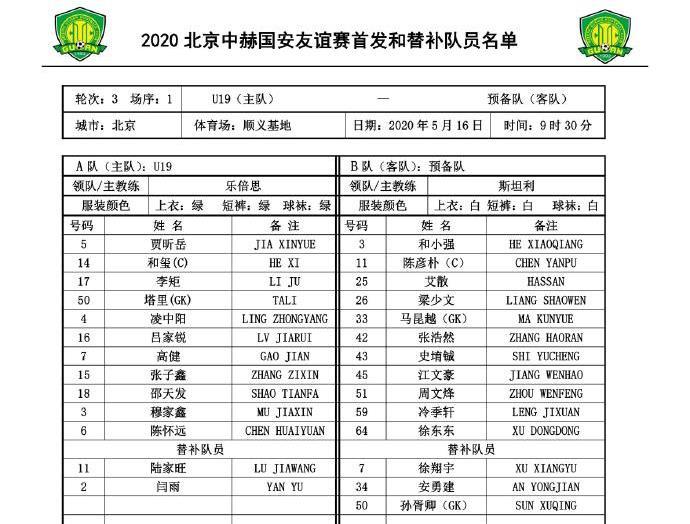 2020 北京中赫国安友谊赛首发和替补队员名单
轮次：3 场序：1 U19（主队） — 预备队（客队）
城市：北京 体育场：顺义基地 日期：2020 年 5 月 16 日 时间：9 时 30 分
A 队（主队）：U19 B 队（客队）：预备队
领队/主教练 乐倍思 领队/主教练 斯坦利
服装颜色 上衣：绿 短裤：绿 球袜：绿 服装颜色 上衣：白 短裤：白 球袜：白
号码 姓 名 备 注 号码 姓 名 备注
5 贾昕岳 JIA XINYUE 3 和小强 HE XIAOQIANG
14 和玺(C) HE XI 11 陈彦朴（C） CHEN YANPU
17 李矩 LI JU 25 艾散 HASSAN
50 塔里(GK) TALI 26 梁少文 LIANG SHAOWEN
4 凌中阳 LING ZHONGYANG 33 马昆越（GK） MA KUNYUE
16 吕家锐 LV JIARUI 42 张浩然 ZHANG HAORAN
7 高健 GAO JIAN 43 史堉铖 SHI YUCHENG
15 张子鑫 ZHANG ZIXIN 45 江文豪 JIANG WENHAO
18 邵天发 SHAO TIANFA 51 周文烽 ZHOU WENFENG
3 穆家鑫 MU JIAXIN 59 冷季轩 LENG JIXUAN
6 陈怀远 CHEN HUAIYUAN 64 徐东东 XU DONGDONG
替补队员 替补队员
11 陆家旺 LU JIAWANG 7 徐翔宇 XU XIANGYU
2 闫雨 YAN YU 34 安勇建 AN YONGJIAN
50 孙胥卿（GK） SUN XUQING